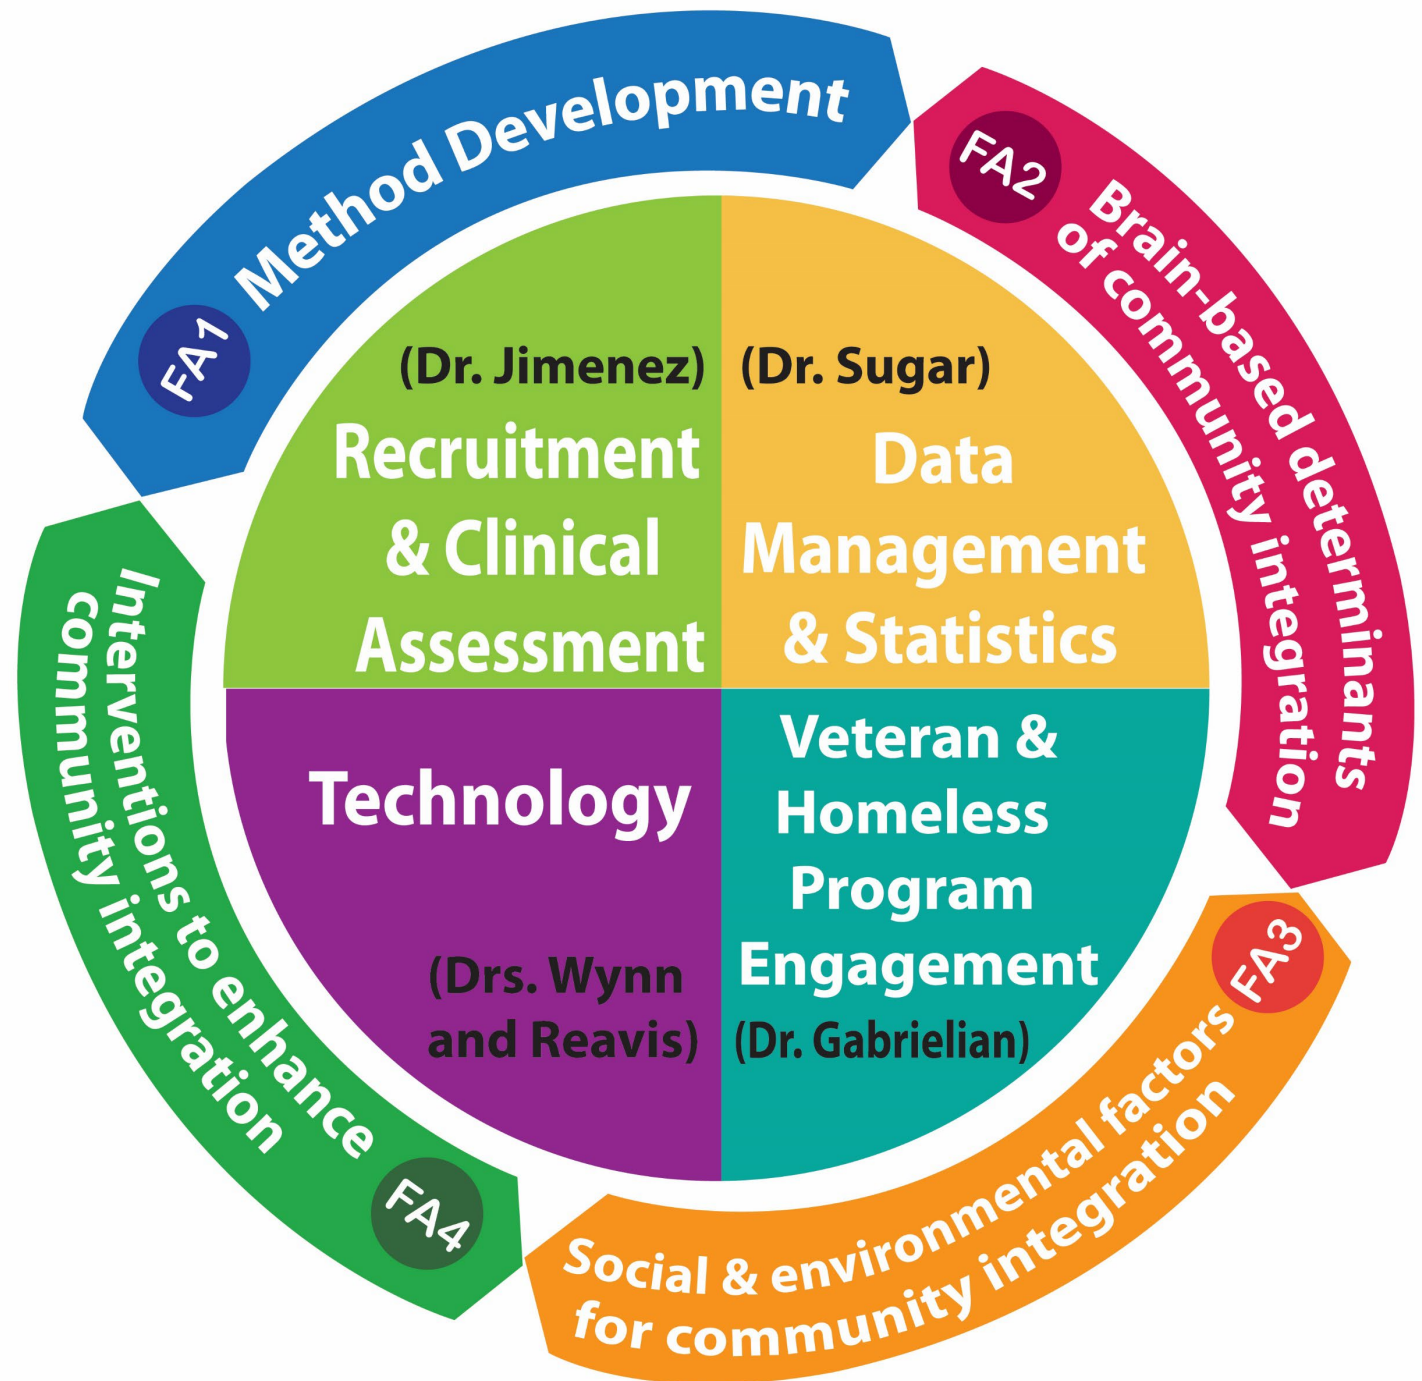 FA1 Method Development
FA2
Brain-based determinants
of community integration
FA3
Social & environmental factors
for community integration
FA4
Interventions to enhance
community integration
(Dr. Jimenez)
Recruitment
& Clinical
Assessment
(Dr. Sugar)
Data
Management
& Statistics
Technology
(Drs. Wynn
and Reavis)
Veteran &
Homeless
Program
Engagement
(Dr. Gabrielian)